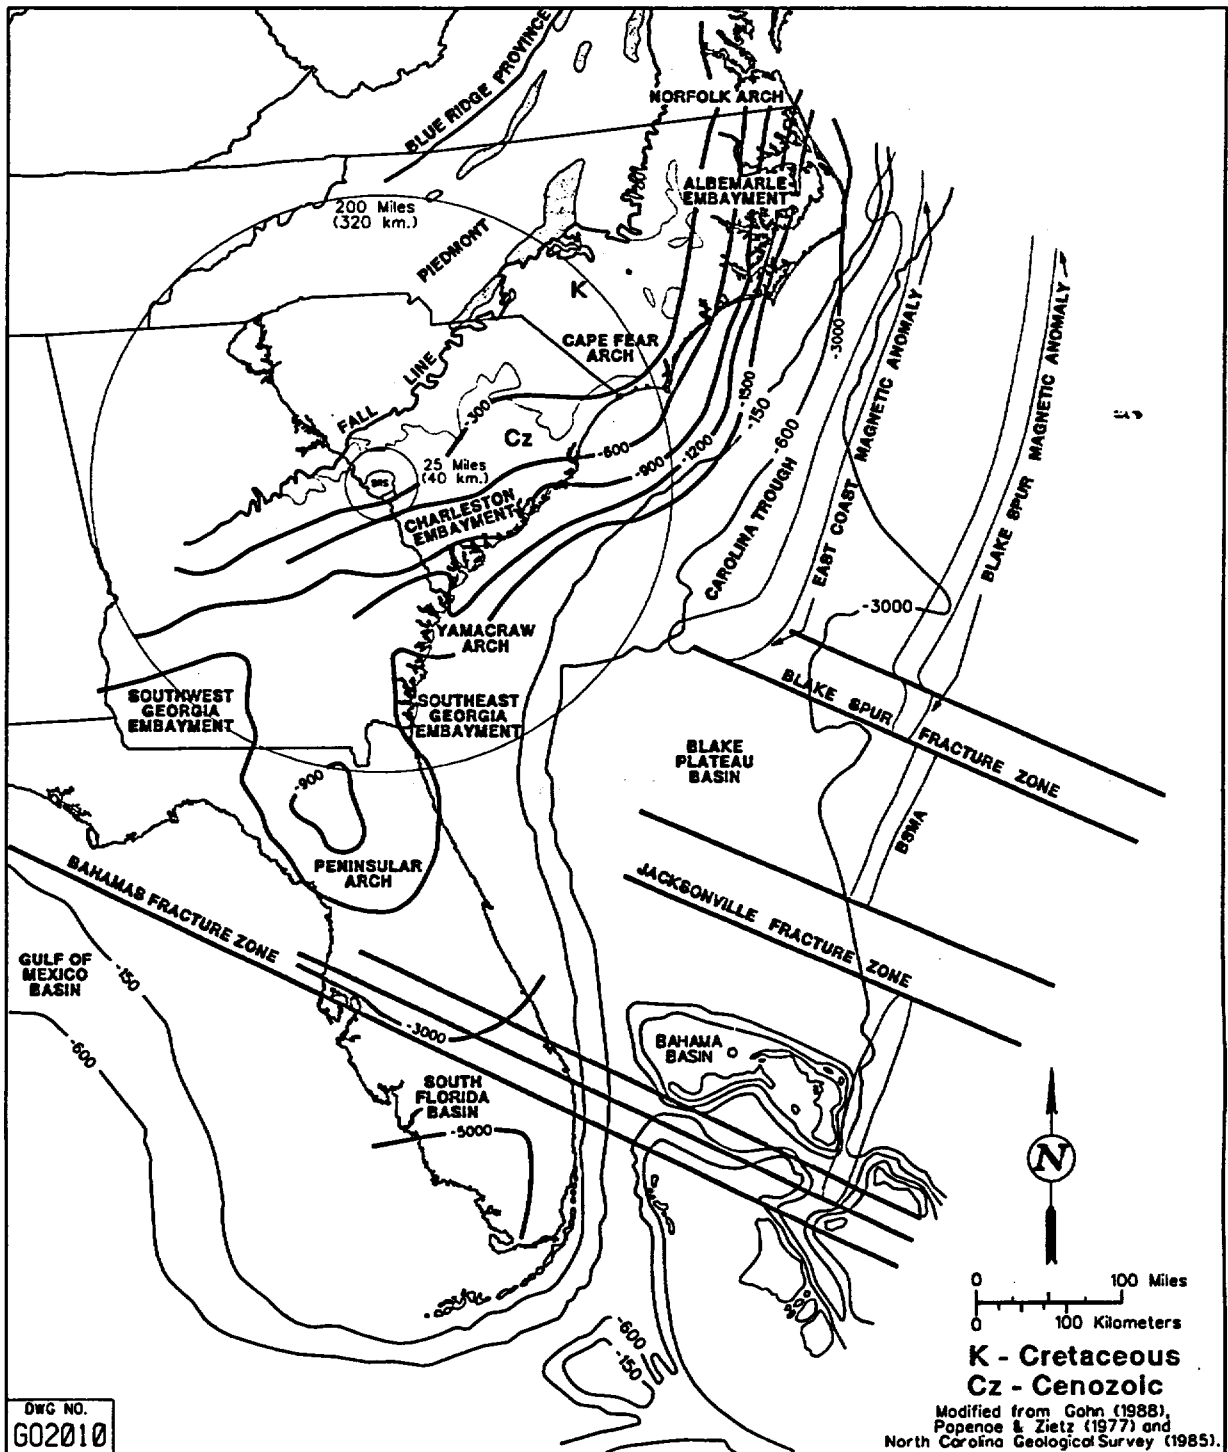 BLUE RIDGE PROVINCE
NORFOLK ARCH
ALBEMARLE
EMBAYMENT
200 Miles
(320 km.)
PIEDMONT
K
CAPE FEAR
ARCH
-3000
FALL LINE
-300
Cz
-600
-900
-1200
-1500
-150
-600
EAST COAST MAGNETIC ANOMALY
BLAKE SPUR MAGNETIC ANOMALY
25 Miles
(40 km.)
SRS
CHARLESTON
EMBAYMENT
CAROLINA TROUGH
-3000
YAMACRAW
ARCH
SOUTHWEST
GEORGIA
EMBAYMENT
SOUTHEAST
GEORGIA
EMBAYMENT
BLAKE SPUR FRACTURE ZONE
BLAKE
PLATEAU
BASIN
-900
BSMA
PENINSULAR
ARCH
BAHAMAS FRACTURE ZONE
JACKSONVILLE FRACTURE ZONE
GULF OF
MEXICO
BASIN
-150
-600
-3000
BAHAMA
BASIN
SOUTH
FLORIDA
BASIN
-5000
N
0 100 Miles
0 100 Kilometers
-600
-150
K - Cretaceous
Cz - Cenozoic
Modified from Gohn (1988),
Popenoe & Zietz (1977) and
North Carolina Geological Survey (1985).
DWG NO.
GO2010